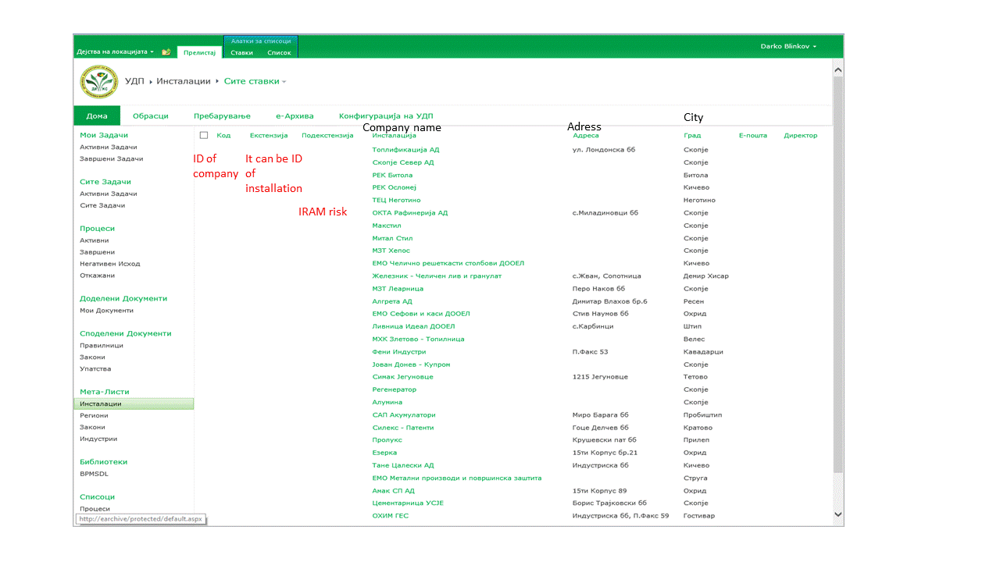 Алатки за списоци
Дејства на локацијата
Прелистај
Ставки
Список
Darko Blinkov
УДП ▸ Инсталации ▸ Сите ставки
Дома
Обрасци
Пребарување
е-Архива
Конфигурација на УДП
Company name
Adress
City
Мои Задачи
Активни Задачи
Завршени Задачи
Сите Задачи
Активни Задачи
Сите Задачи
Процеси
Активни
Завршени
Негативен Исход
Откажани
Доделени Документи
Мои Документи
Споделени Документи
Правилници
Закони
Упатства
Мета-Листи
Инсталации
Региони
Закони
Индустрии
Библиотеки
BPMSDL
Списоци
Процеси
http://earchive/protected/default.aspx
Код Екстензија Подекстензија Инсталација Адреса Град Е-пошта Директор
ID of
company
It can be ID
of
installation
IRAM risk
Топлификација АД ул. Лондонска бб Скопје
Скопје Север АД Скопје
РЕК Битола Битола
РЕК Осломеј Кичево
ТЕЦ Неготино Неготино
ОКТА Рафинерија АД с.Миладиновци бб Скопје
Макстил Скопје
Митал Стил Скопје
МЗТ Хепос Скопје
ЕМО Челично решеткасти столбови ДООЕЛ Кичево
Железник - Челичен лив и гранулат с.Жван, Сопотница Демир Хисар
МЗТ Леарница Перо Наков бб Скопје
Алгрета АД Димитар Влахов бр.6 Ресен
ЕМО Сефови и каси ДООЕЛ Стив Наумов бб Охрид
Ливница Идеал ДООЕЛ с.Карбинци Штип
МХК Злетово - Топилница Велес
Фени Индустри П.Факс 53 Кавадарци
Јован Донев - Купром Скопје
Симак Јегуновце 1215 Јегуновце Тетово
Регенератор Скопје
Алумина Скопје
САП Акумулатори Миро Барага бб Пробиштип
Силекс - Патенти Гоце Делчев бб Кратово
Пролукс Крушевски пат бб Прилеп
Езерка 15ти Корпус бр.21 Охрид
Тане Цалески АД Индустриска бб Кичево
ЕМО Метални производи и површинска заштита Струга
Амак СП АД 15ти Корпус 89 Охрид
Цементарница УСЈЕ Борис Трајковски бб Скопје
ОХИМ ГЕС Индустриска бб, П.Факс 59 Гостивар